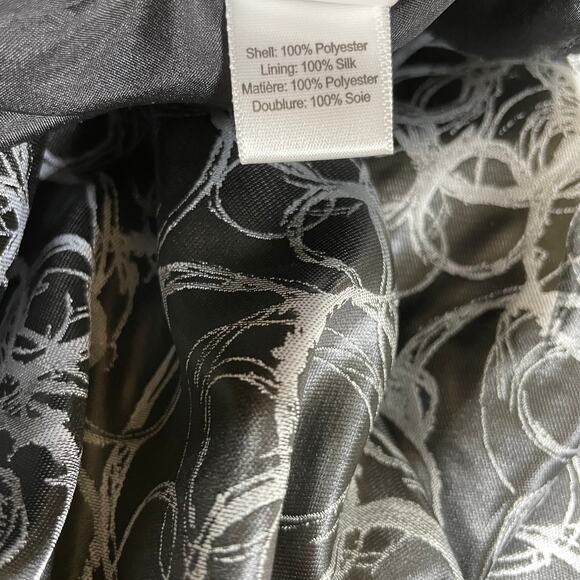 Shell: 100% Polyester
Lining: 100% Silk
Matière: 100% Polyester
Doublure: 100% Soie